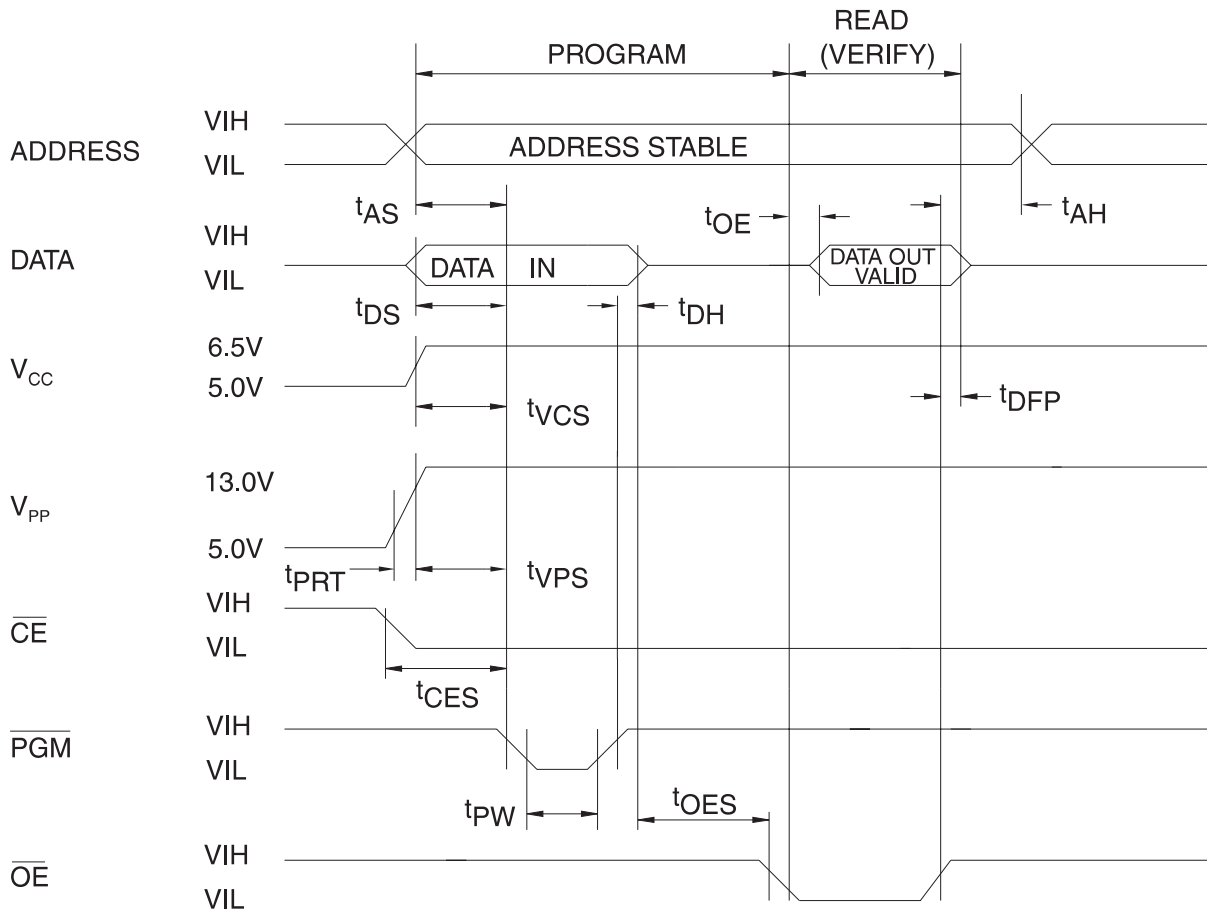 READ
PROGRAM (VERIFY)
VIH
ADDRESS ADDRESS STABLE
VIL
tAS tOE tAH
VIH
DATA DATA IN DATA OUT
VIL VALID
tDS tDH
6.5V
VCC
5.0V
tVCS tDFP
13.0V
VPP
5.0V
tPRT tVPS
VIH
CE
VIL
tCES
VIH
PGM
VIL
tPW tOES
VIH
OE
VIL